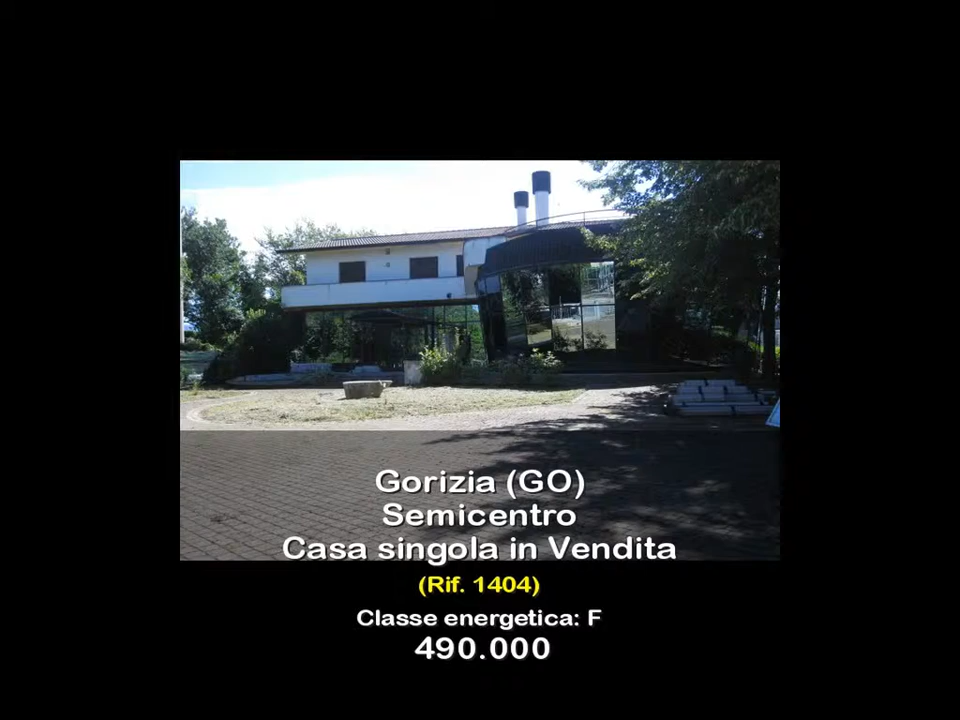 Gorizia (GO)
Semicentro
Casa singola in Vendita
(Rif. 1404)
Classe energetica: F
490.000